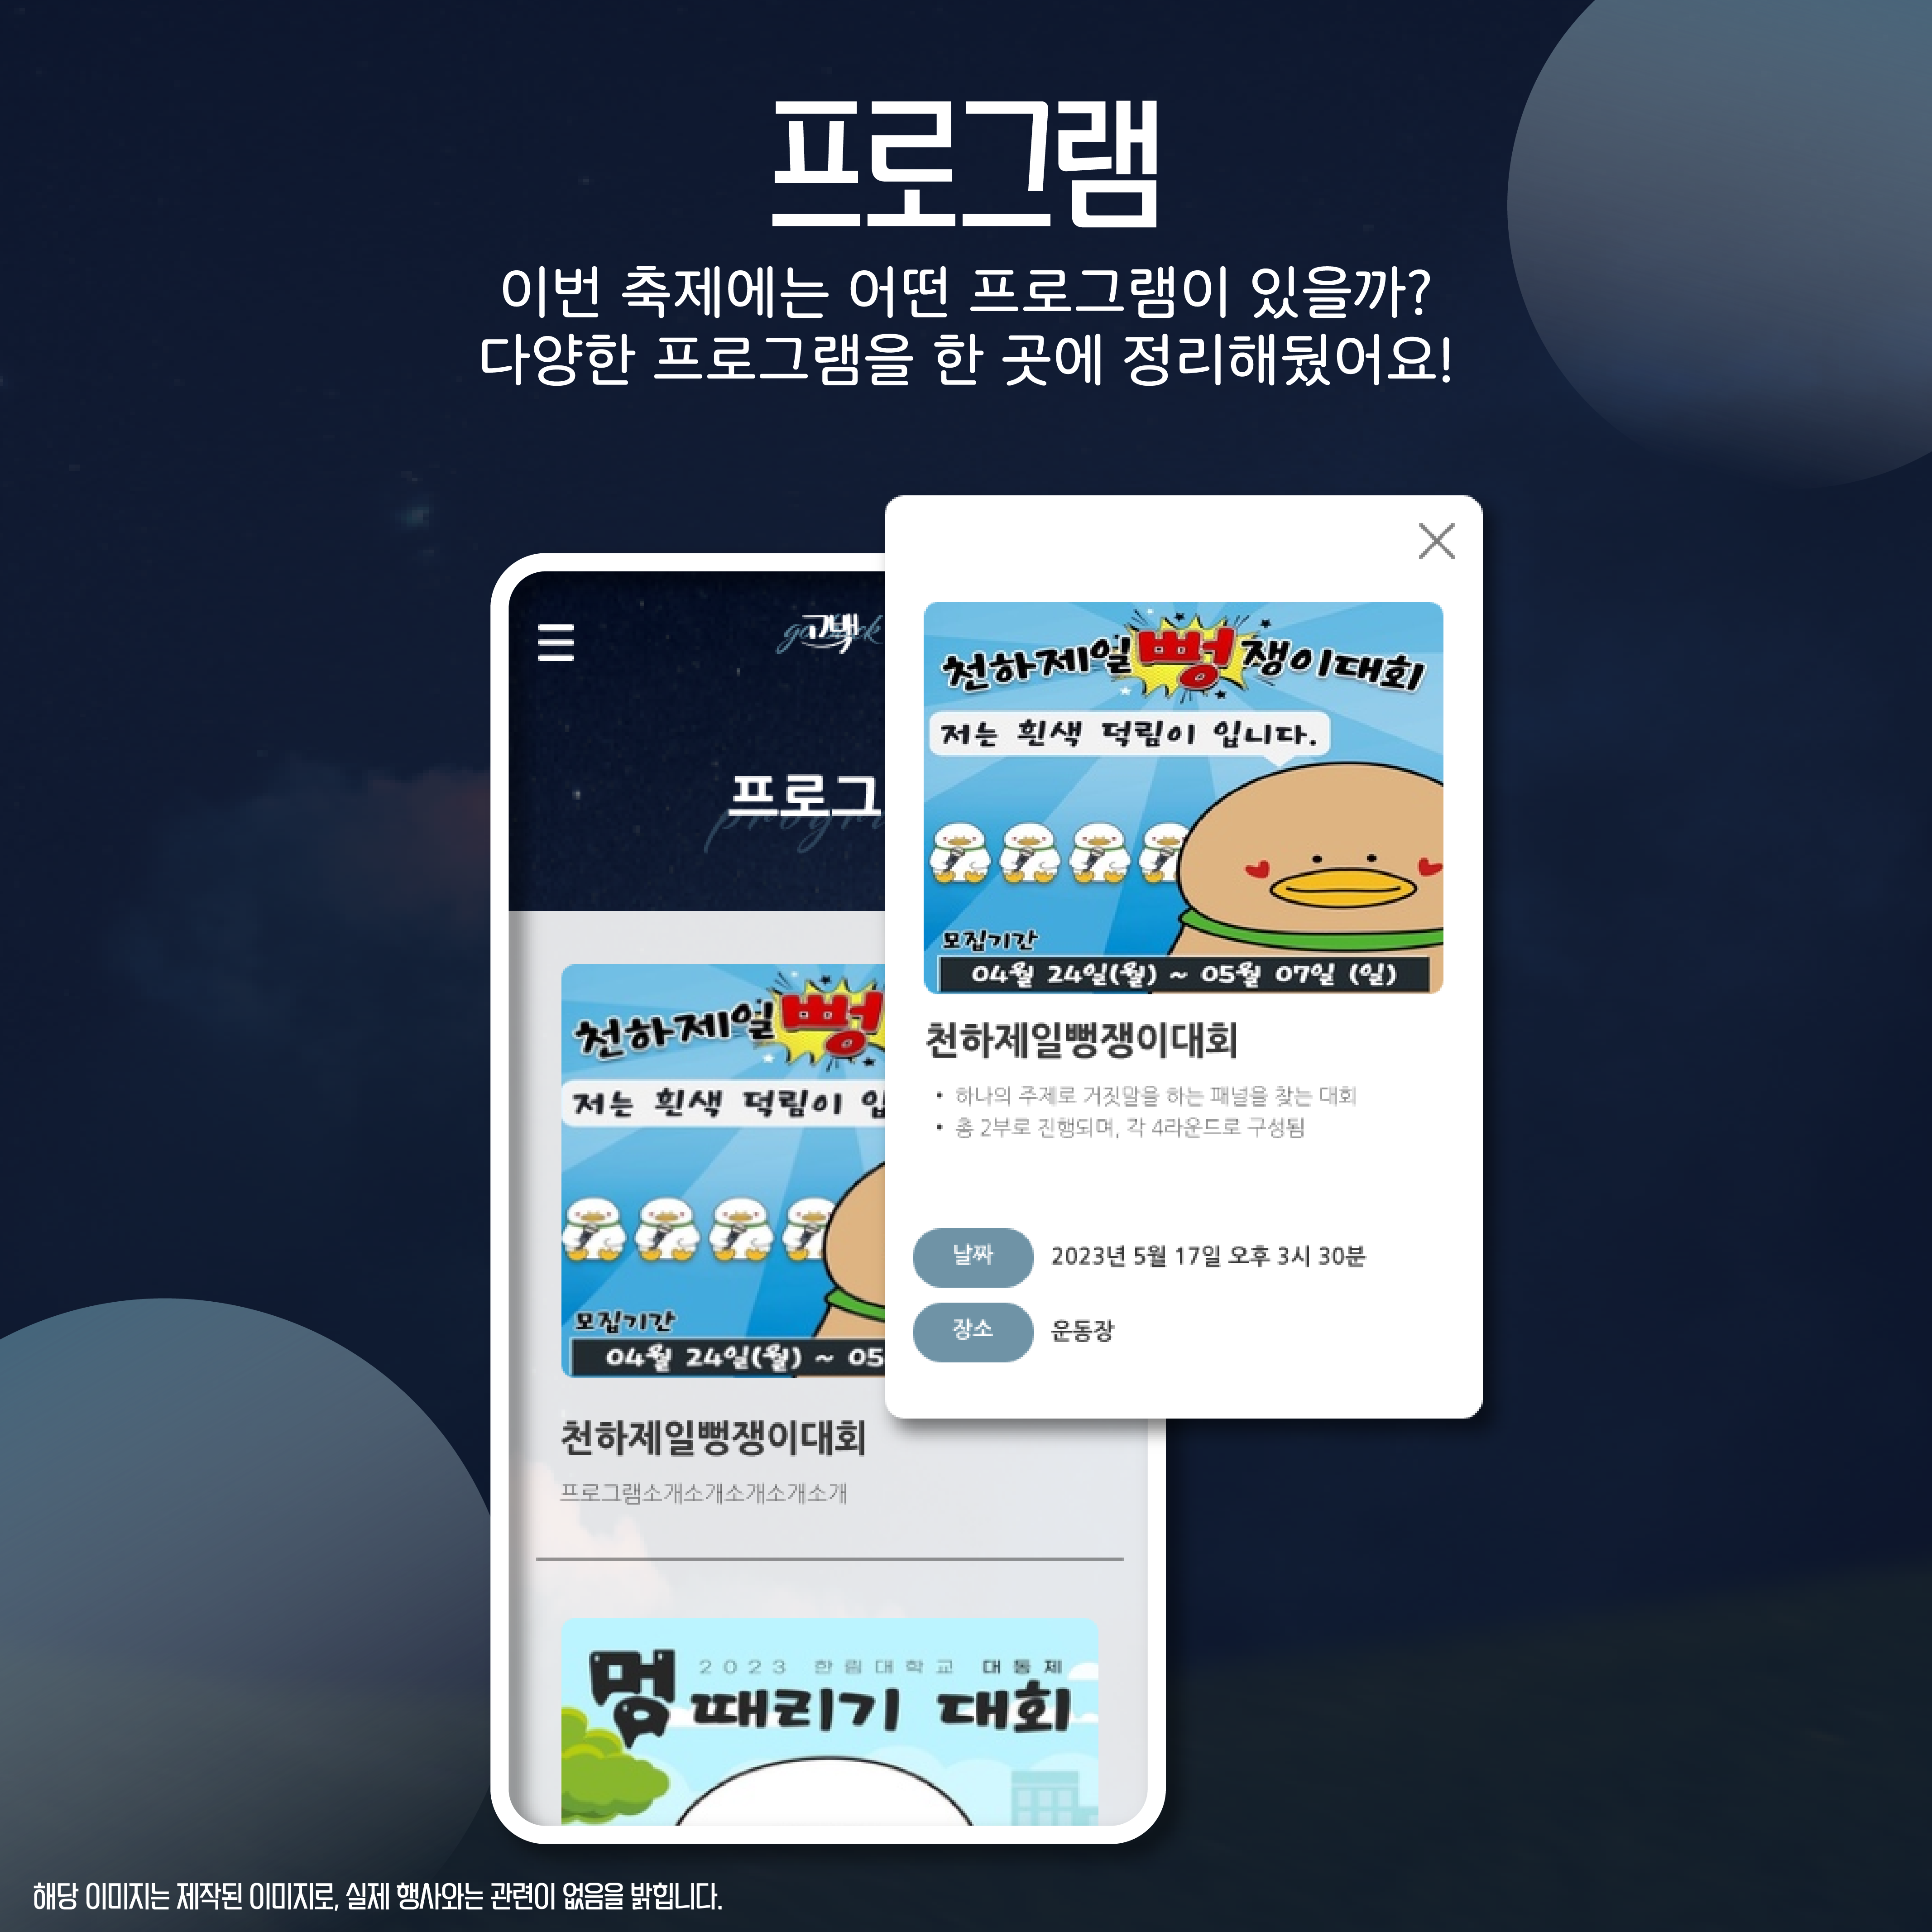 프로그램
이번 축제에는 어떤 프로그램이 있을까?
다양한 프로그램을 한 곳에 정리해뒀어요!
go back
고백
프로그
progr
천하제일뻥
저는 흰색 덕림이 입
모집기간
04월 24일(월) ~ 05
천하제일뻥쟁이대회
프로그램소개소개소개소개소개
2023 한림대학교 대동제
멍때리기 대회
천하제일뻥쟁이대회
저는 흰색 덕림이 입니다.
모집기간
04월 24일(월) ~ 05월 07일 (일)
천하제일뻥쟁이대회
• 하나의 주제로 거짓말을 하는 패널을 찾는 대회
• 총 2부로 진행되며, 각 4라운드로 구성됨
날짜 2023년 5월 17일 오후 3시 30분
장소 운동장
해당 이미지는 제작된 이미지로, 실제 행사와는 관련이 없음을 밝힙니다.